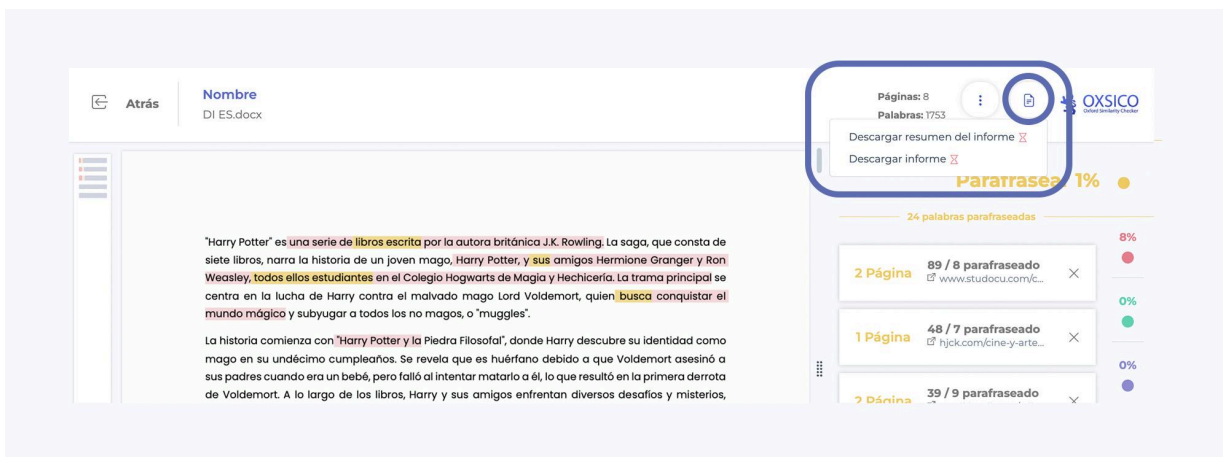 Atrás
Nombre
DI ES.docx
Páginas: 8
Palabras: 1753
OXSICO
Oxford Similarity Checker
Descargar resumen del informe
Descargar informe
1%
24 palabras parafraseadas
"Harry Potter" es una serie de libros escrita por la autora británica J.K. Rowling. La saga, que consta de
siete libros, narra la historia de un joven mago, Harry Potter, y sus amigos Hermione Granger y Ron
Weasley, todos ellos estudiantes en el Colegio Hogwarts de Magia y Hechicería. La trama principal se
centra en la lucha de Harry contra el malvado mago Lord Voldemort, quien busca conquistar el
mundo mágico y subyugar a todos los no magos, o "muggles".
La historia comienza con "Harry Potter y la Piedra Filosofal", donde Harry descubre su identidad como
mago en su undécimo cumpleaños. Se revela que es huérfano debido a que Voldemort asesinó a
sus padres cuando era un bebé, pero falló al intentar matarlo a él, lo que resultó en la primera derrota
de Voldemort. A lo largo de los libros, Harry y sus amigos enfrentan diversos desafíos y misterios,
2 Página
89 / 8 parafraseado
www.studocu.com/c...
1 Página
48 / 7 parafraseado
hjck.com/cine-y-arte...
2 Página
39 / 9 parafraseado
8%
0%
0%